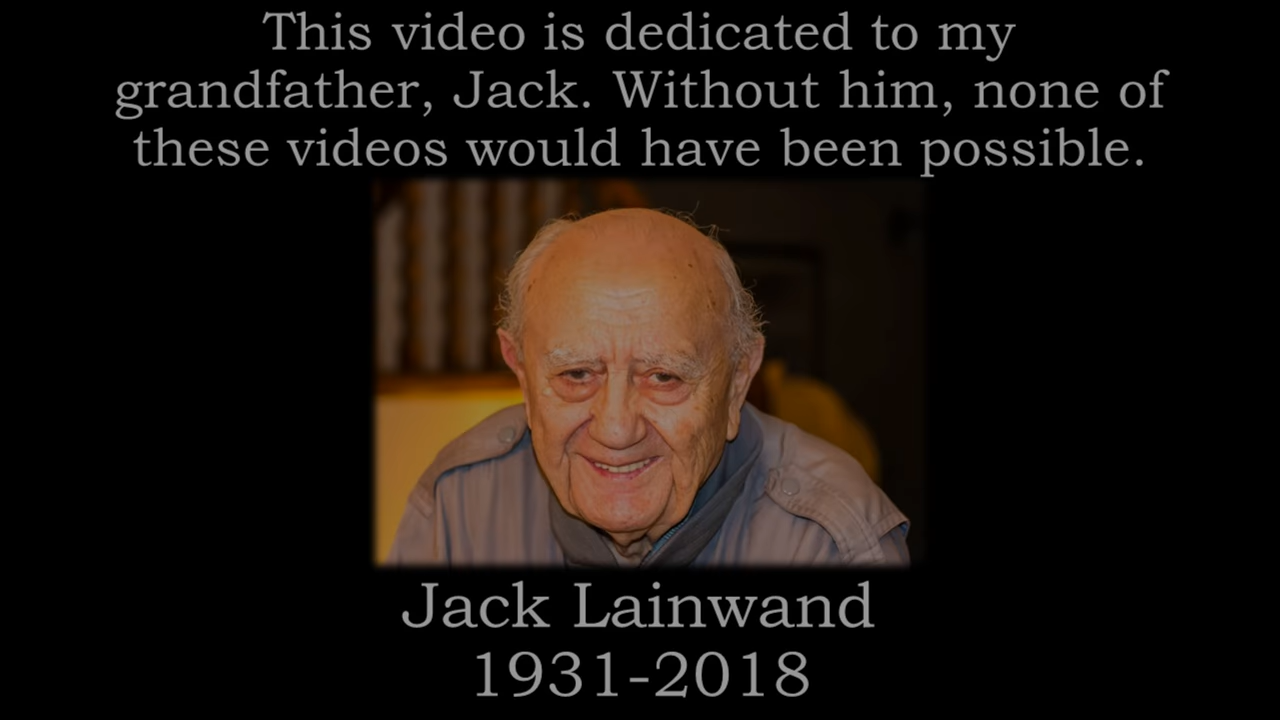 This video is dedicated to my
grandfather, Jack. Without him, none of
these videos would have been possible.
Jack Lainwand
1931-2018